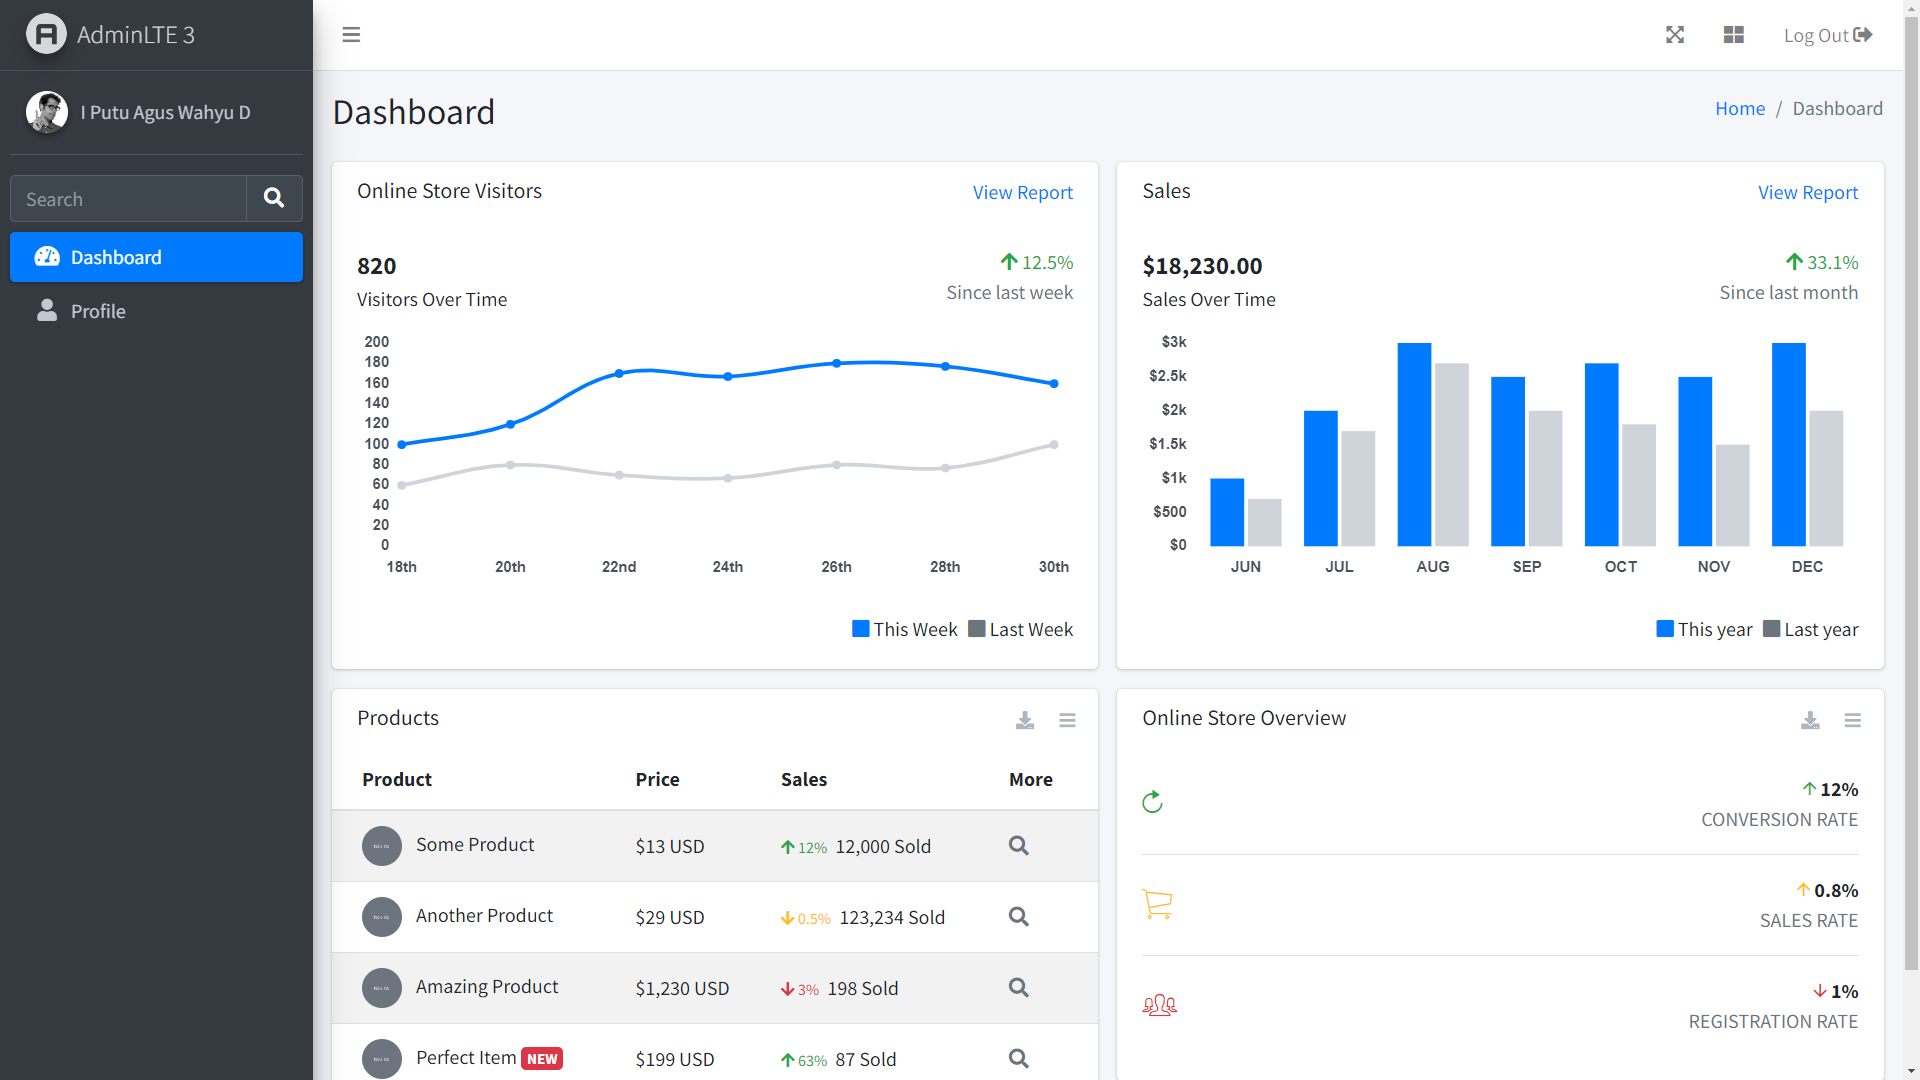 AdminLTE 3
Log Out
I Putu Agus Wahyu D
Search
Dashboard
Profile
Dashboard
Home / Dashboard
Online Store Visitors
View Report
820
Visitors Over Time
12.5%
Since last week
200
180
160
140
120
100
80
60
40
20
0
18th 20th 22nd 24th 26th 28th 30th
This Week Last Week
Sales
View Report
$18,230.00
Sales Over Time
33.1%
Since last month
$3k
$2.5k
$2k
$1.5k
$1k
$500
$0
JUN JUL AUG SEP OCT NOV DEC
This year Last year
Products
Product Price Sales More
Some Product $13 USD 12% 12,000 Sold
Another Product $29 USD 0.5% 123,234 Sold
Amazing Product $1,230 USD 3% 198 Sold
Perfect Item NEW $199 USD 63% 87 Sold
Online Store Overview
12%
CONVERSION RATE
0.8%
SALES RATE
1%
REGISTRATION RATE